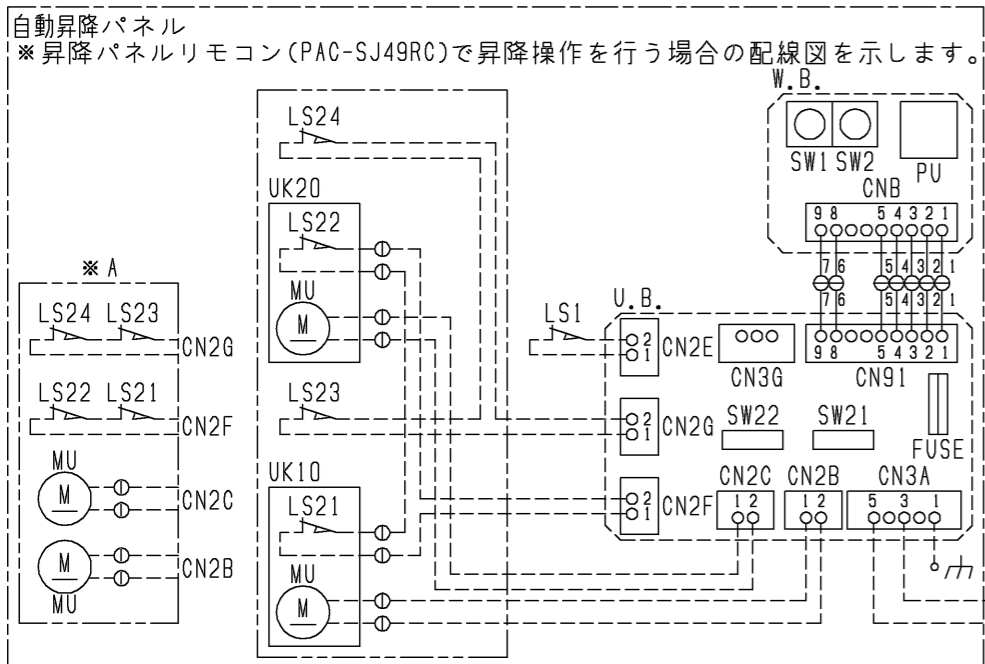 自動昇降パネル
※昇降パネルリモコン(PAC-SJ49RC)で昇降操作を行う場合の配線図を示します。
W.B.
SW1 SW2
PU
CNB
9 8 5 4 3 2 1
7 6 5 4 3 2 1
7 6 5 4 3 2 1
9 8 5 4 3 2 1
CN91
LS24
UK20
LS22
MU
M
LS23
UK10
LS21
MU
M
※A
LS24 LS23
CN2G
LS22 LS21
CN2F
MU
M
CN2C
M
CN2B
MU
LS1
U.B.
2
1
CN2E
CN3G
2
1
CN2G
SW22
SW21
FUSE
2
1
CN2F
CN2C
1 2
CN2B
1 2
CN3A
5 3 1